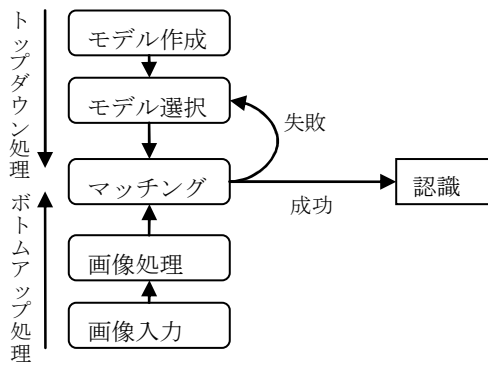 トップダウン処理
ボトムアップ処理
モデル作成
モデル選択
失敗
マッチング
成功
認識
画像処理
画像入力